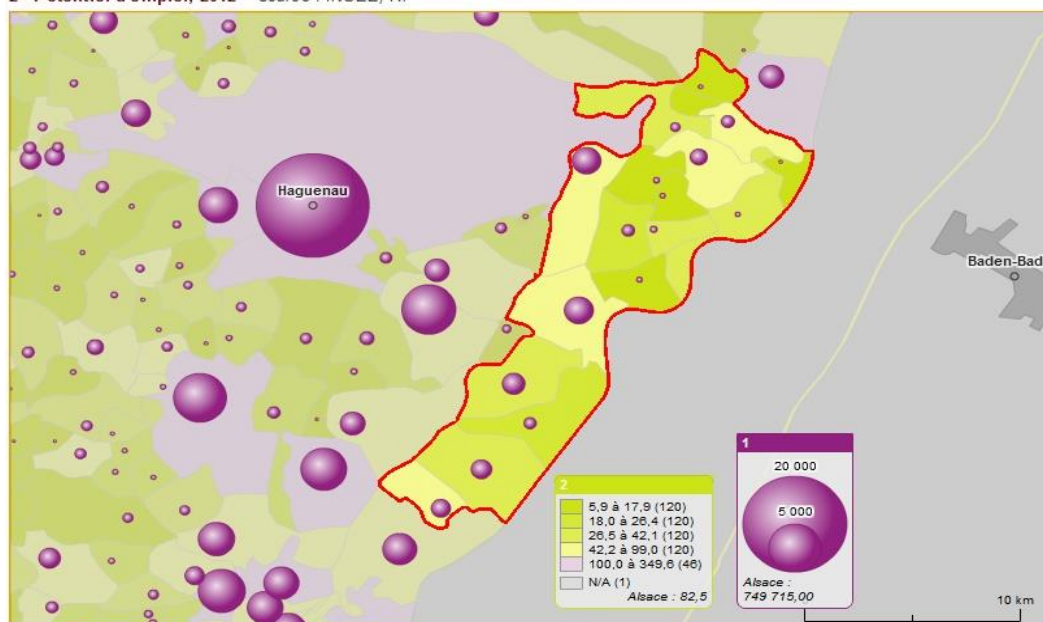 Haguenau
Baden-Bad
2
5,9 à 17,9 (120)
18,0 à 26,4 (120)
26,5 à 42,1 (120)
42,2 à 99,0 (120)
100,0 à 349,6 (46)
N/A (1)
Alsace : 82,5
1
20 000
5 000
Alsace :
749 715,00
10 km